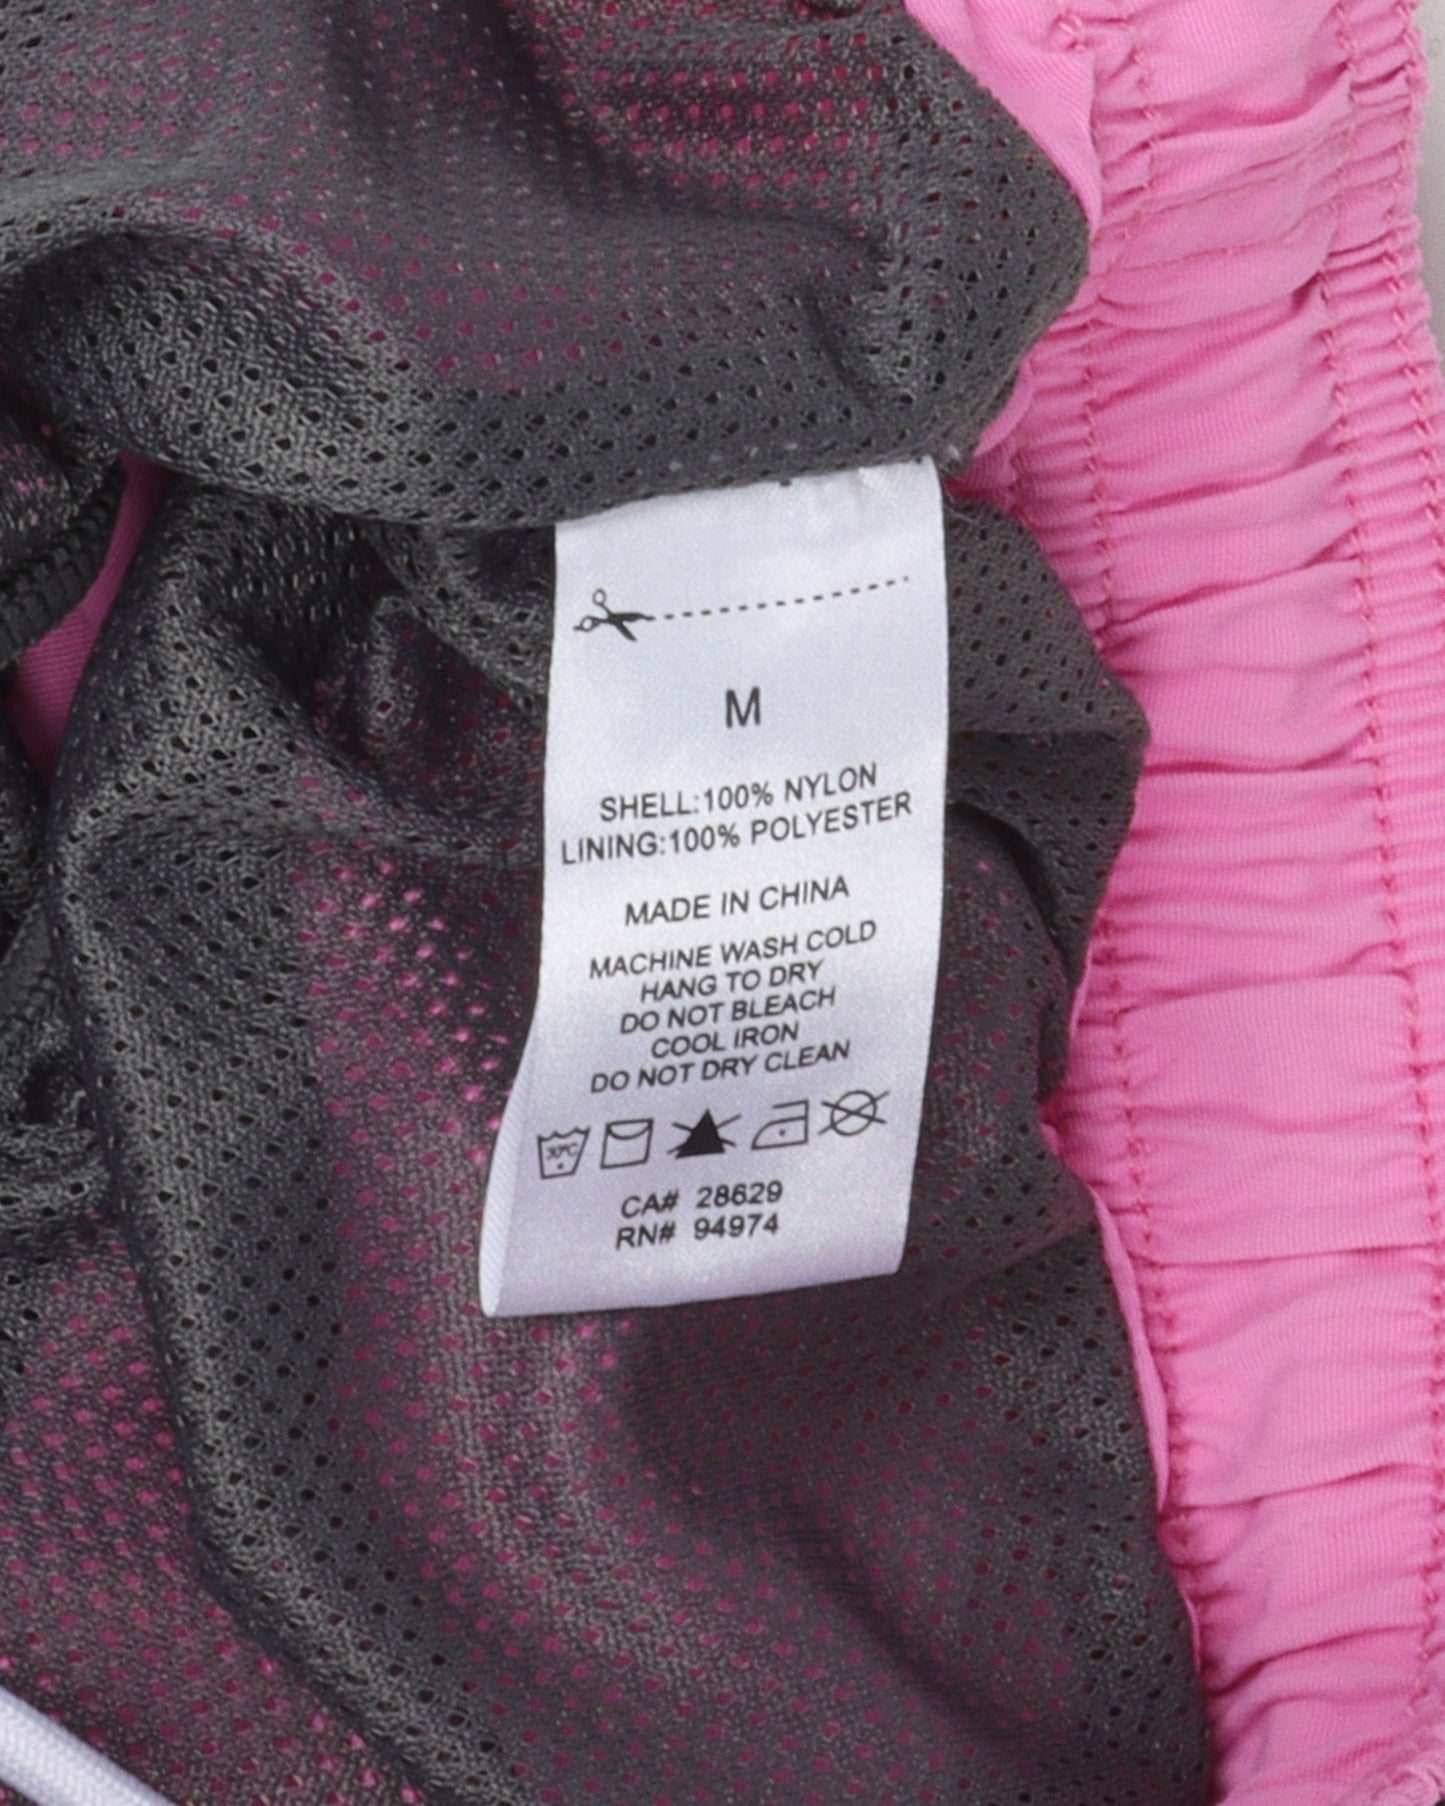 M
SHELL:100% NYLON
LINING:100% POLYESTER
MADE IN CHINA
MACHINE WASH COLD
HANG TO DRY
DO NOT BLEACH
COOL IRON
DO NOT DRY CLEAN
30°C
CA# 28629
RN# 94974